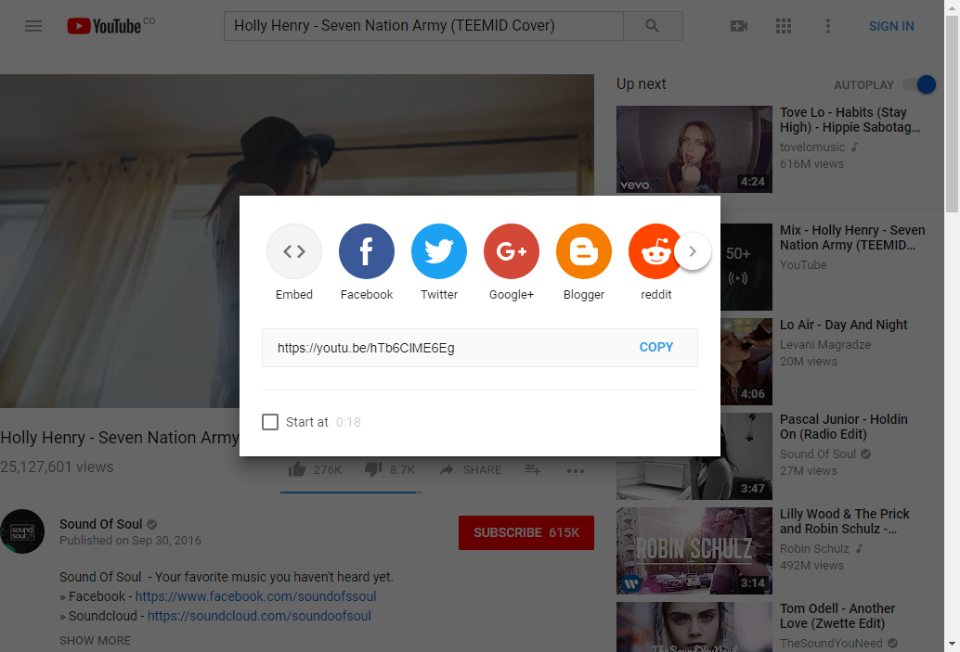 YouTube CO
Holly Henry - Seven Nation Army (TEEMID Cover)
SIGN IN
Up next
AUTOPLAY
vevo
4:24
Tove Lo - Habits (Stay
High) - Hippie Sabotag...
tovelomusic
616M views
50+
Mix - Holly Henry - Seven
Nation Army (TEEMID...
YouTube
4:06
Lo Air - Day And Night
Levani Magradze
20M views
3:47
Pascal Junior - Holdin
On (Radio Edit)
Sound Of Soul
27M views
ROBIN SCHULZ
3:14
Lilly Wood & The Prick
and Robin Schulz -...
Robin Schulz
492M views
TheSoundYouNeed
Tom Odell - Another
Love (Zwette Edit)
TheSoundYouNeed
Embed
Facebook
Twitter
G+
Google+
Blogger
reddit
https://youtu.be/hTb6ClME6Eg
COPY
Start at 0:18
Holly Henry - Seven Nation Army
25,127,601 views
276K
8.7K
SHARE
sound
soul
Sound Of Soul
Published on Sep 30, 2016
SUBSCRIBE 615K
Sound Of Soul - Your favorite music you haven't heard yet.
» Facebook - https://www.facebook.com/soundofssoul
» Soundcloud - https://soundcloud.com/soundoofsoul
SHOW MORE